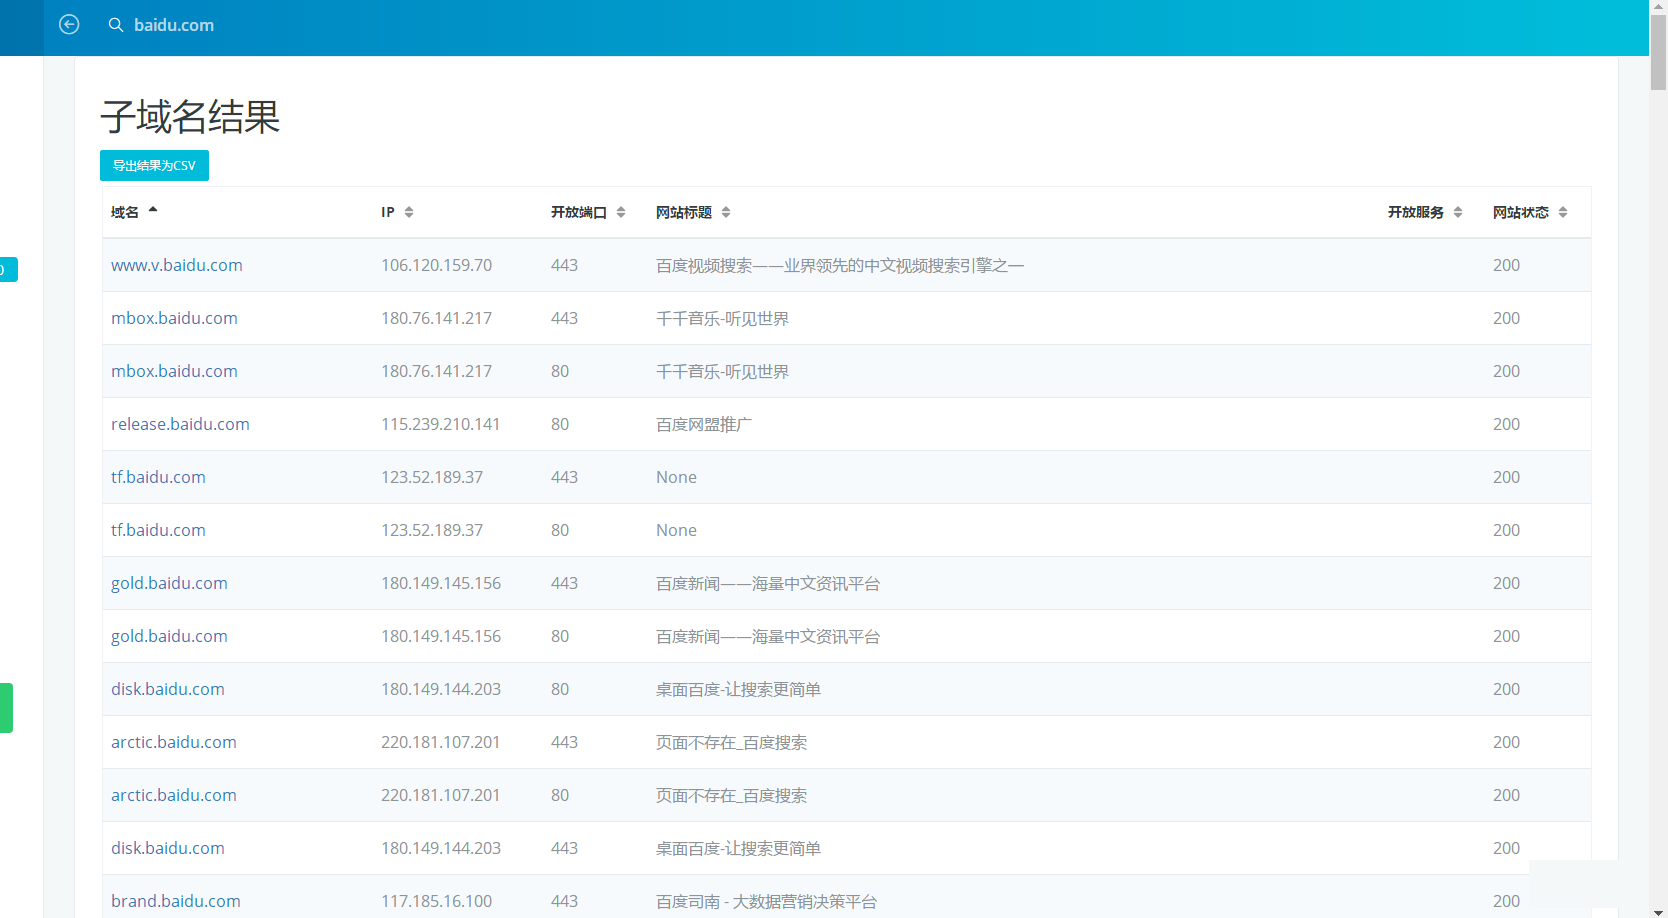 baidu.com
子域名结果
导出结果为CSV
域名 IP 开放端口 网站标题 开放服务 网站状态
www.v.baidu.com 106.120.159.70 443 百度视频搜索——业界领先的中文视频搜索引擎之一 200
mbox.baidu.com 180.76.141.217 443 千千音乐-听见世界 200
mbox.baidu.com 180.76.141.217 80 千千音乐-听见世界 200
release.baidu.com 115.239.210.141 80 百度网盟推广 200
tf.baidu.com 123.52.189.37 443 None 200
tf.baidu.com 123.52.189.37 80 None 200
gold.baidu.com 180.149.145.156 443 百度新闻——海量中文资讯平台 200
gold.baidu.com 180.149.145.156 80 百度新闻——海量中文资讯平台 200
disk.baidu.com 180.149.144.203 80 桌面百度-让搜索更简单 200
arctic.baidu.com 220.181.107.201 443 页面不存在_百度搜索 200
arctic.baidu.com 220.181.107.201 80 页面不存在_百度搜索 200
disk.baidu.com 180.149.144.203 443 桌面百度-让搜索更简单 200
brand.baidu.com 117.185.16.100 443 百度司南 - 大数据营销决策平台 200